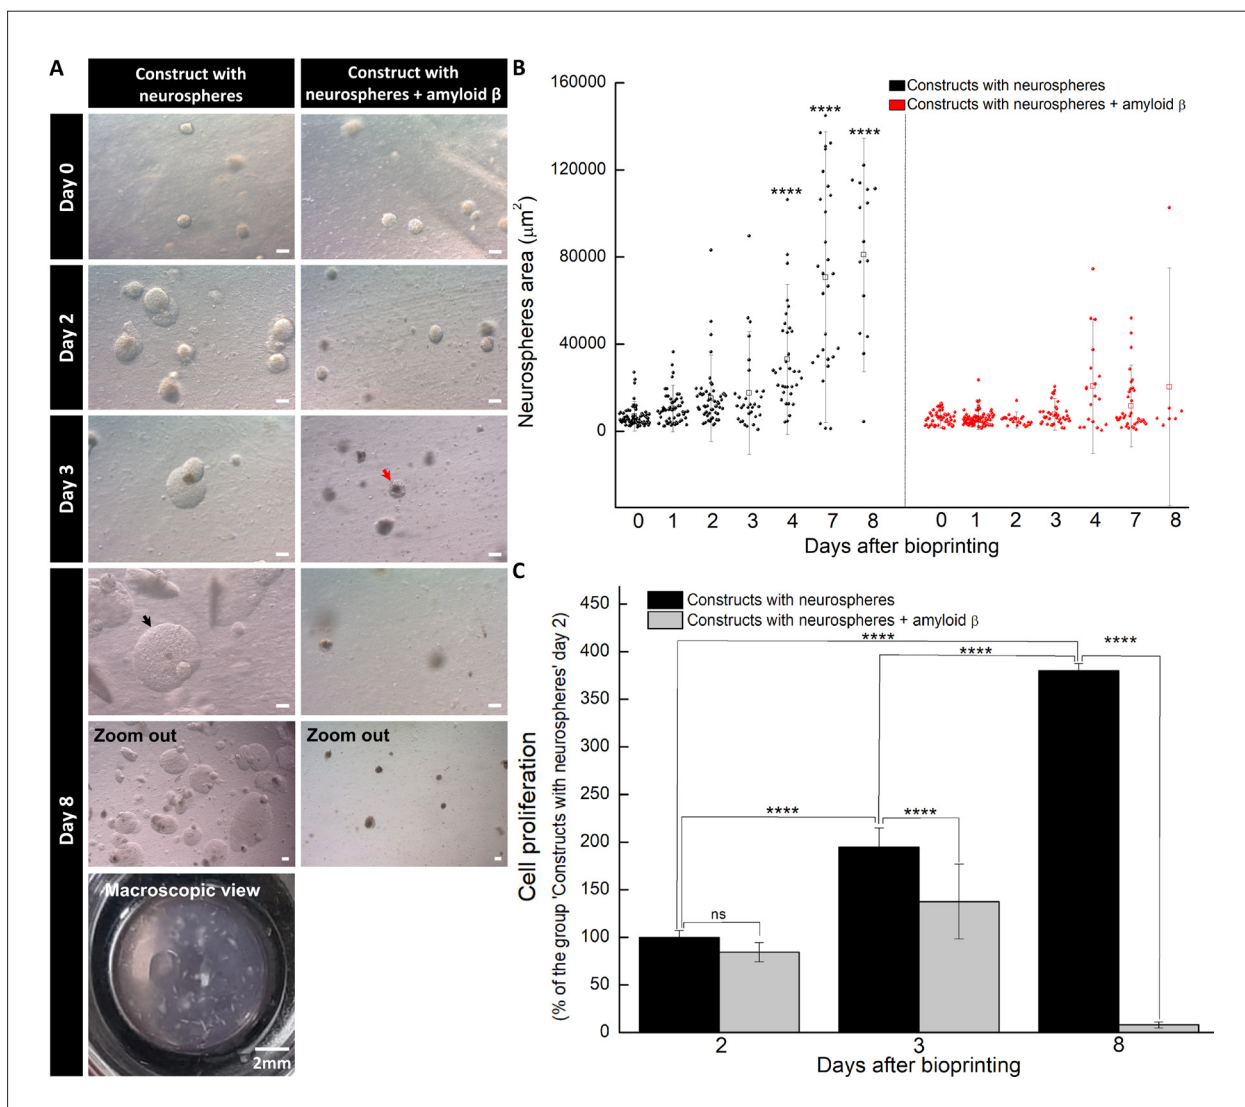 A
Construct with
neurospheres
Construct with
neurospheres + amyloid β
Day 0
Day 2
Day 3
Day 8
Zoom out
Zoom out
Macroscopic view
2mm
B
Constructs with neurospheres
Constructs with neurospheres + amyloid β
160000
120000
80000
40000
0
Neurospheres area (μm²)
****
****
****
0 1 2 3 4 7 8 0 1 2 3 4 7 8
Days after bioprinting
C
Constructs with neurospheres
Constructs with neurospheres + amyloid β
450
400
350
300
250
200
150
100
50
0
Cell proliferation
(% of the group 'Constructs with neurospheres' day 2)
****
****
****
****
****
ns
2 3 8
Days after bioprinting